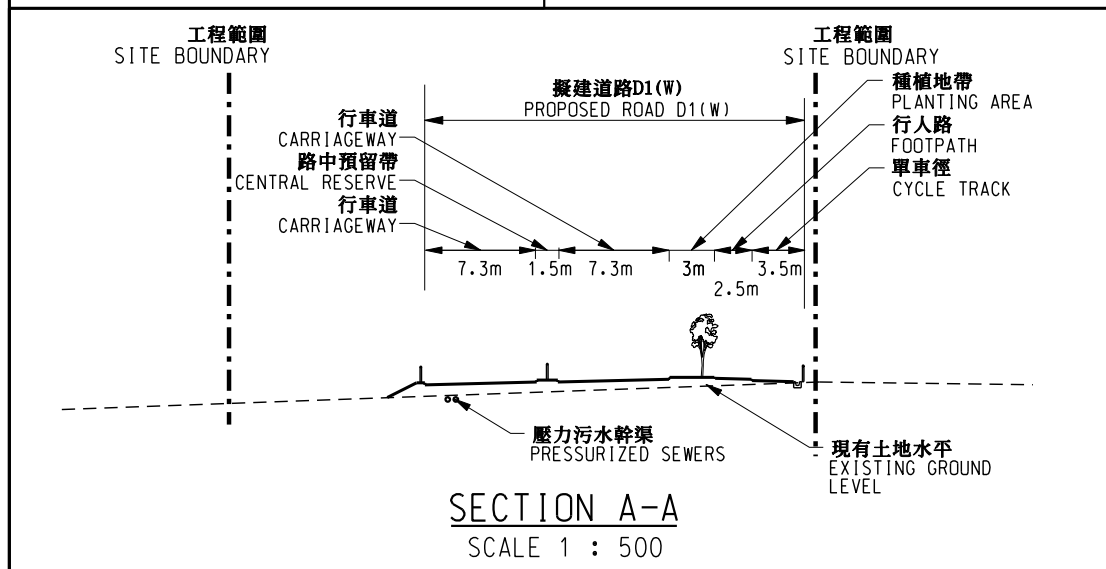 工程範圍
SITE BOUNDARY
工程範圍
SITE BOUNDARY
擬建道路D1(W)
PROPOSED ROAD D1(W)
種植地帶
PLANTING AREA
行車道
CARRIAGEWAY
行人路
FOOTPATH
路中預留帶
CENTRAL RESERVE
單車徑
CYCLE TRACK
行車道
CARRIAGEWAY
7.3m 1.5m 7.3m 3m 3.5m
2.5m
壓力污水幹渠
PRESSURIZED SEWERS
現有土地水平
EXISTING GROUND
LEVEL
SECTION A-A
SCALE 1 : 500